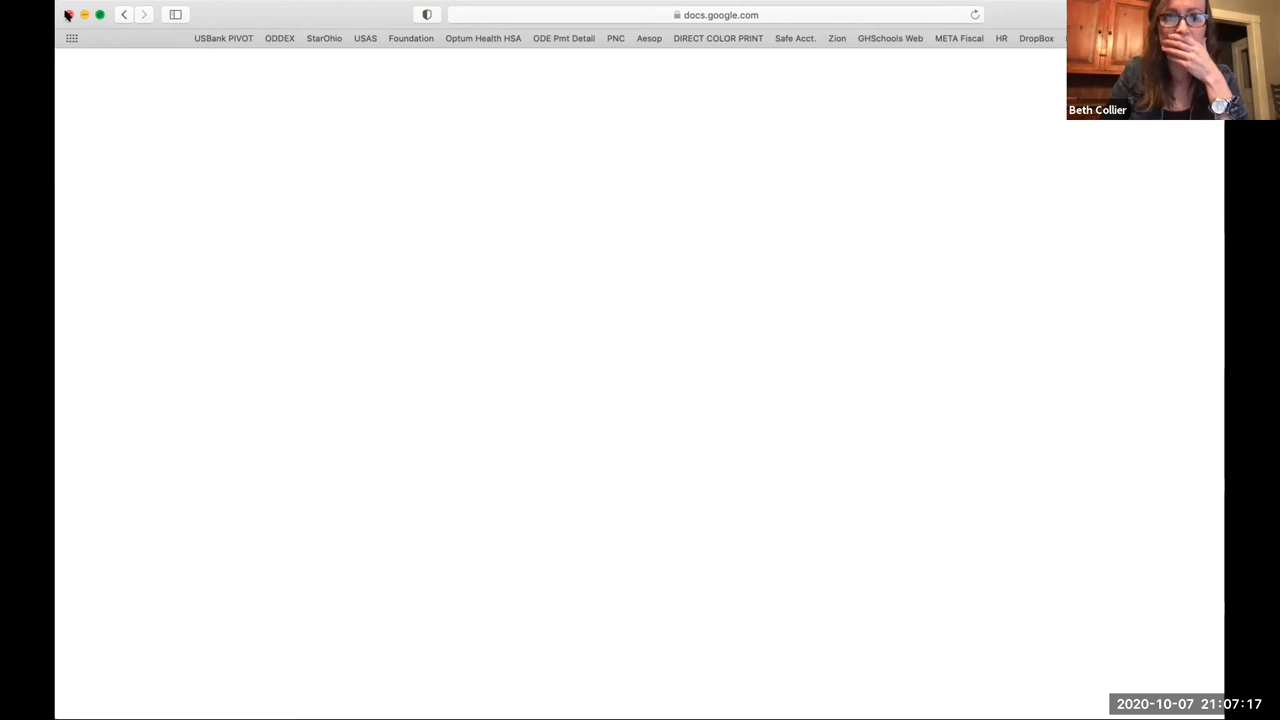 docs.google.com
USBank PIVOT ODDEX StarOhio USAS Foundation Optum Health HSA ODE Pmt Detail PNC Aesop DIRECT COLOR PRINT Safe Acct. Zion GHSchools Web META Fiscal HR DropBox
Beth Collier
2020-10-07 21:07:17